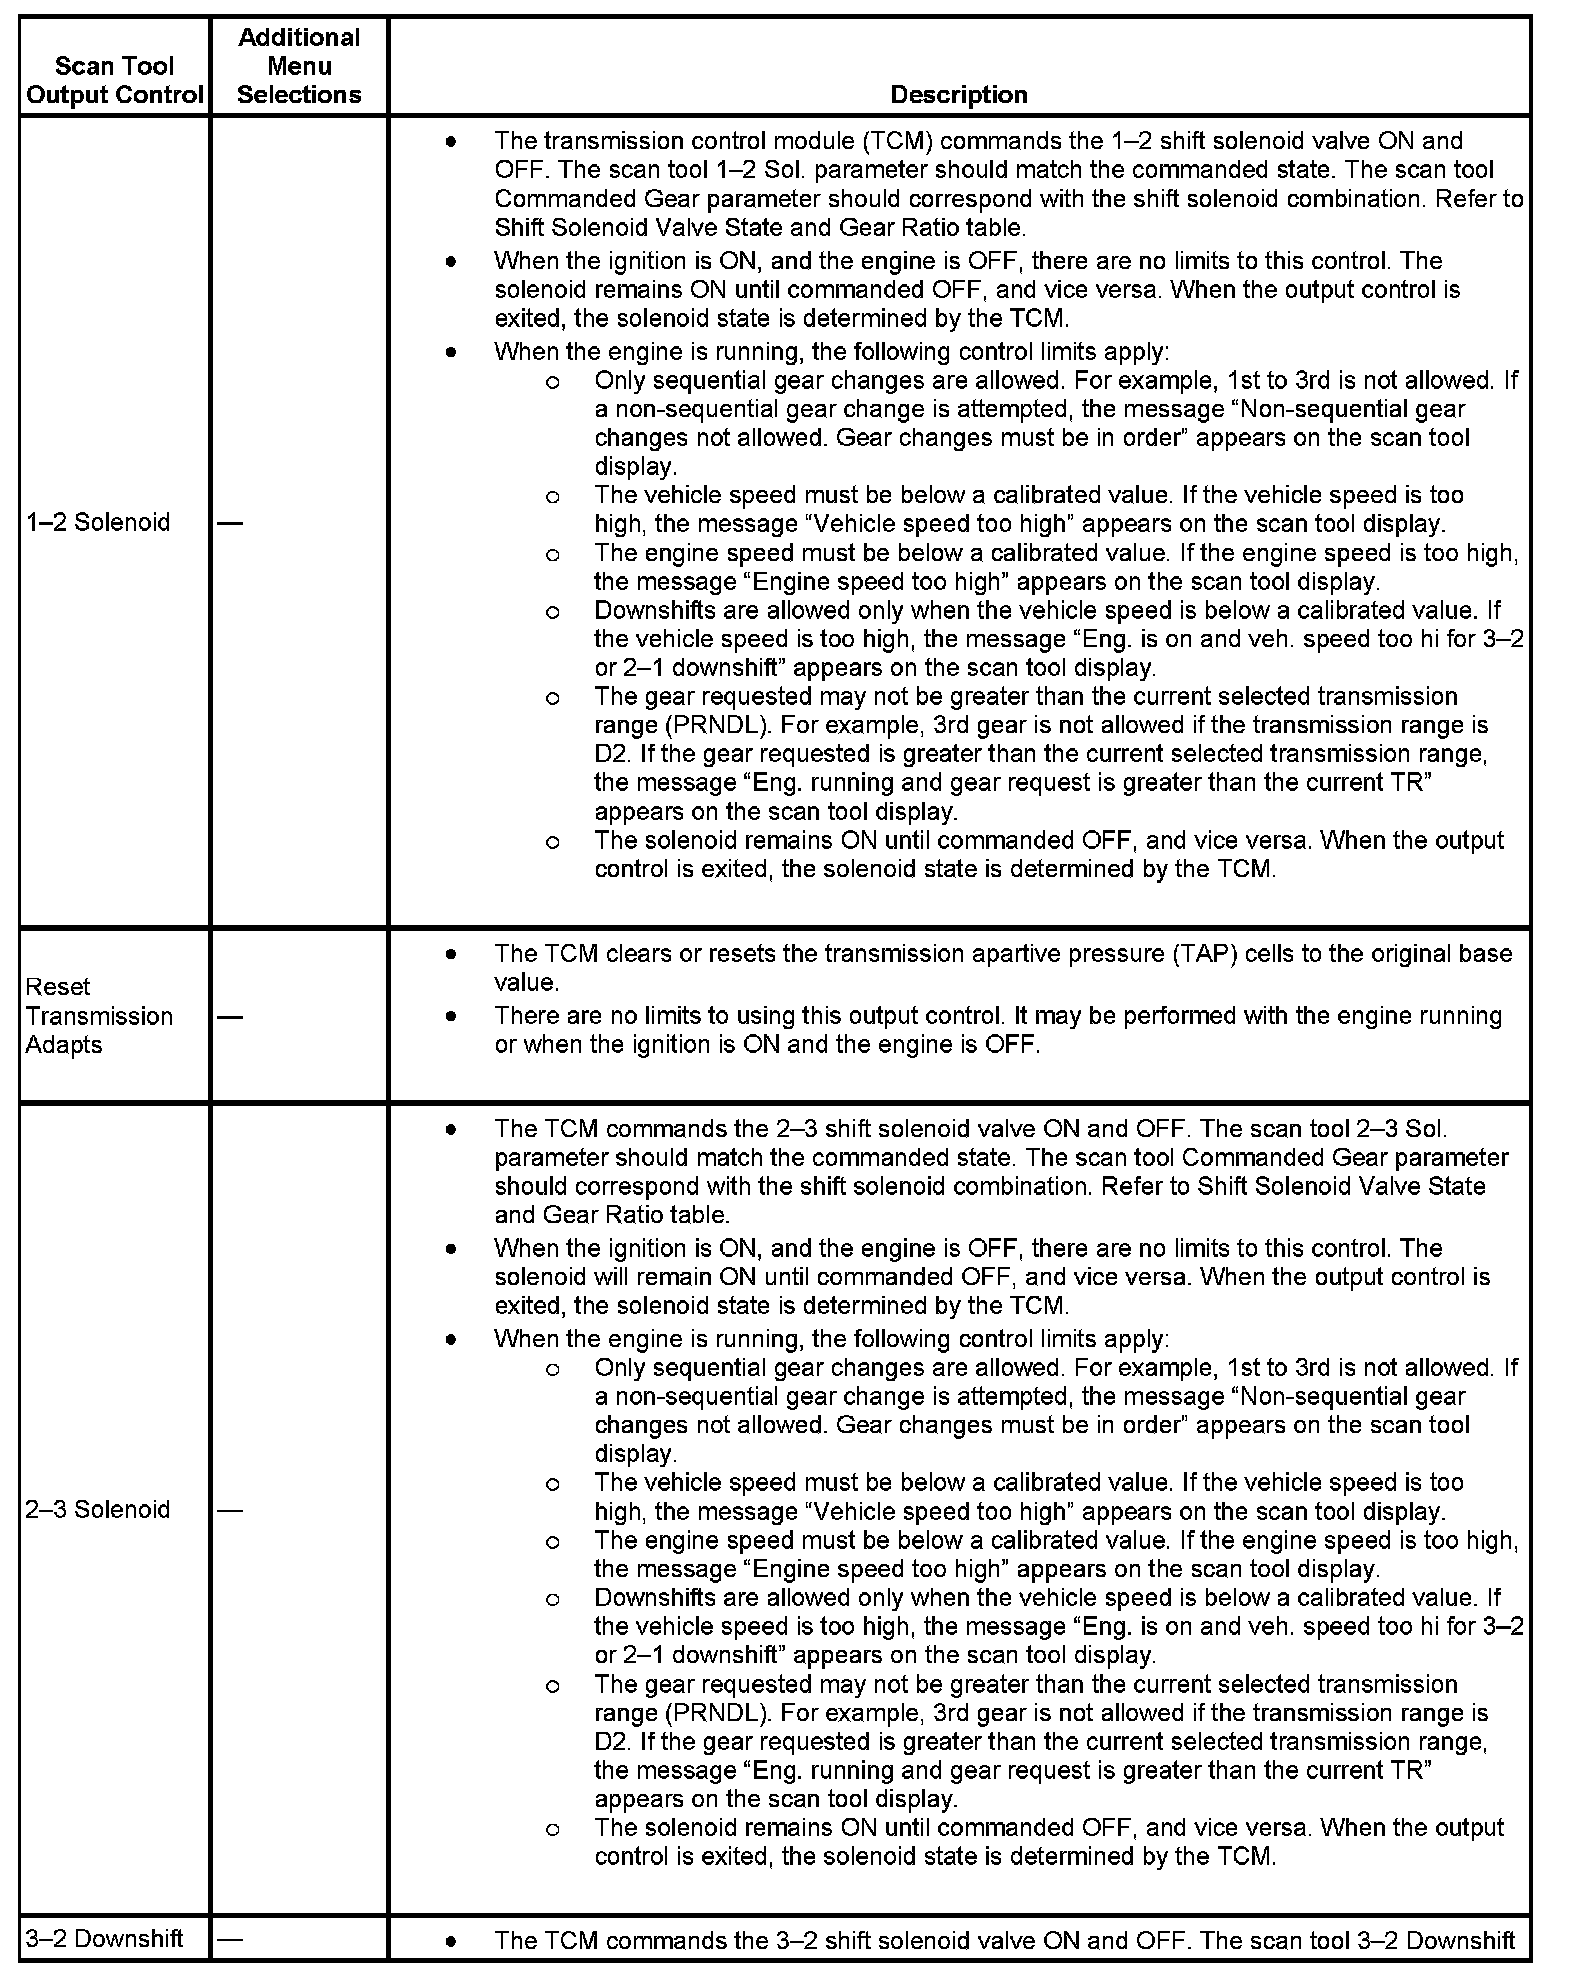 Scan Tool
Output Control
Additional
Menu
Selections
Description
1–2 Solenoid
—
● The transmission control module (TCM) commands the 1–2 shift solenoid valve ON and
OFF. The scan tool 1–2 Sol. parameter should match the commanded state. The scan tool
Commanded Gear parameter should correspond with the shift solenoid combination. Refer to
Shift Solenoid Valve State and Gear Ratio table.
● When the ignition is ON, and the engine is OFF, there are no limits to this control. The
solenoid remains ON until commanded OFF, and vice versa. When the output control is
exited, the solenoid state is determined by the TCM.
● When the engine is running, the following control limits apply:
o Only sequential gear changes are allowed. For example, 1st to 3rd is not allowed. If
a non-sequential gear change is attempted, the message “Non-sequential gear
changes not allowed. Gear changes must be in order” appears on the scan tool
display.
o The vehicle speed must be below a calibrated value. If the vehicle speed is too
high, the message “Vehicle speed too high” appears on the scan tool display.
o The engine speed must be below a calibrated value. If the engine speed is too high,
the message “Engine speed too high” appears on the scan tool display.
o Downshifts are allowed only when the vehicle speed is below a calibrated value. If
the vehicle speed is too high, the message “Eng. is on and veh. speed too hi for 3–2
or 2–1 downshift” appears on the scan tool display.
o The gear requested may not be greater than the current selected transmission
range (PRNDL). For example, 3rd gear is not allowed if the transmission range is
D2. If the gear requested is greater than the current selected transmission range,
the message “Eng. running and gear request is greater than the current TR”
appears on the scan tool display.
o The solenoid remains ON until commanded OFF, and vice versa. When the output
control is exited, the solenoid state is determined by the TCM.
Reset
Transmission
Adapts
—
● The TCM clears or resets the transmission apartive pressure (TAP) cells to the original base
value.
● There are no limits to using this output control. It may be performed with the engine running
or when the ignition is ON and the engine is OFF.
2–3 Solenoid
—
● The TCM commands the 2–3 shift solenoid valve ON and OFF. The scan tool 2–3 Sol.
parameter should match the commanded state. The scan tool Commanded Gear parameter
should correspond with the shift solenoid combination. Refer to Shift Solenoid Valve State
and Gear Ratio table.
● When the ignition is ON, and the engine is OFF, there are no limits to this control. The
solenoid will remain ON until commanded OFF, and vice versa. When the output control is
exited, the solenoid state is determined by the TCM.
● When the engine is running, the following control limits apply:
o Only sequential gear changes are allowed. For example, 1st to 3rd is not allowed. If
a non-sequential gear change is attempted, the message “Non-sequential gear
changes not allowed. Gear changes must be in order” appears on the scan tool
display.
o The vehicle speed must be below a calibrated value. If the vehicle speed is too
high, the message “Vehicle speed too high” appears on the scan tool display.
o The engine speed must be below a calibrated value. If the engine speed is too high,
the message “Engine speed too high” appears on the scan tool display.
o Downshifts are allowed only when the vehicle speed is below a calibrated value. If
the vehicle speed is too high, the message “Eng. is on and veh. speed too hi for 3–2
or 2–1 downshift” appears on the scan tool display.
o The gear requested may not be greater than the current selected transmission
range (PRNDL). For example, 3rd gear is not allowed if the transmission range is
D2. If the gear requested is greater than the current selected transmission range,
the message “Eng. running and gear request is greater than the current TR”
appears on the scan tool display.
o The solenoid remains ON until commanded OFF, and vice versa. When the output
control is exited, the solenoid state is determined by the TCM.
3–2 Downshift
—
● The TCM commands the 3–2 shift solenoid valve ON and OFF. The scan tool 3–2 Downshift